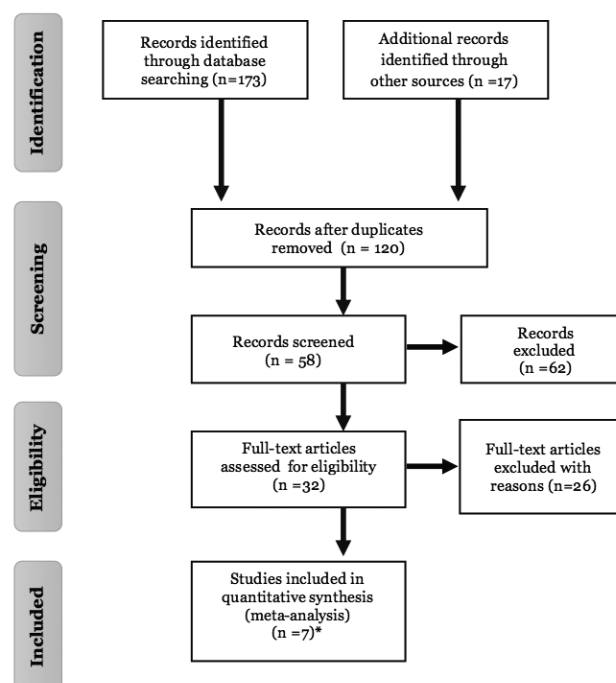 Identification
Records identified
through database
searching (n=173)
Additional records
identified through
other sources (n =17)
Screening
Records after duplicates
removed (n = 120)
Records screened
(n = 58)
Records
excluded
(n =62)
Eligibility
Full-text articles
assessed for eligibility
(n =32)
Full-text articles
excluded with
reasons (n=26)
Included
Studies included in
quantitative synthesis
(meta-analysis)
(n =7)*